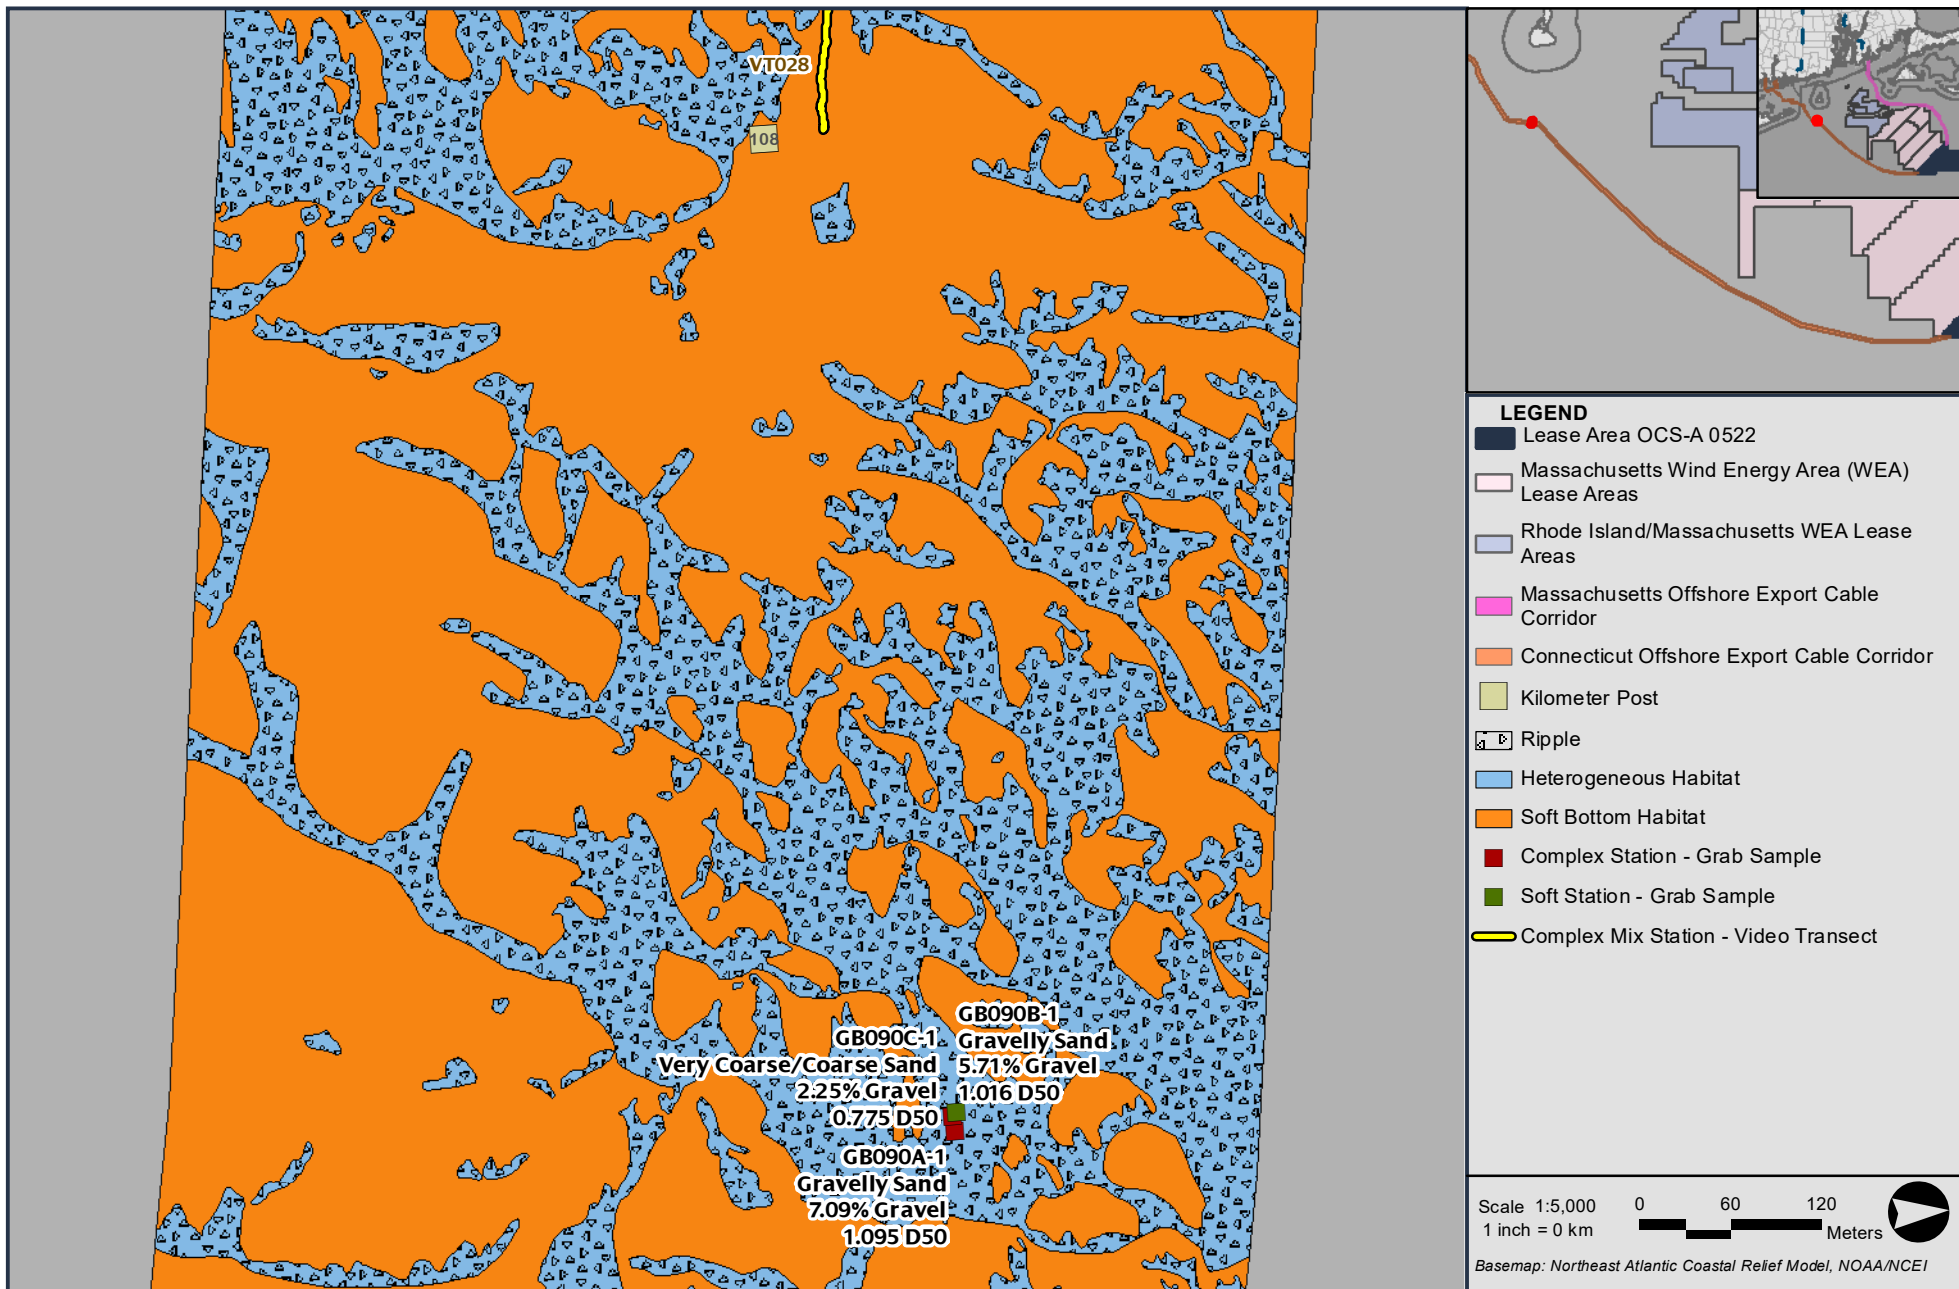 VT028
108
GB090B-1
Gravelly Sand
5.71% Gravel
1.016 D50
GB090C-1
Very Coarse/Coarse Sand
2.25% Gravel
0.775 D50
GB090A-1
Gravelly Sand
7.09% Gravel
1.095 D50
LEGEND
Lease Area OCS-A 0522
Massachusetts Wind Energy Area (WEA)
Lease Areas
Rhode Island/Massachusetts WEA Lease
Areas
Massachusetts Offshore Export Cable
Corridor
Connecticut Offshore Export Cable Corridor
Kilometer Post
Ripple
Heterogeneous Habitat
Soft Bottom Habitat
Complex Station - Grab Sample
Soft Station - Grab Sample
Complex Mix Station - Video Transect
Scale 1:5,000
1 inch = 0 km
0 60 120
Meters
Basemap: Northeast Atlantic Coastal Relief Model, NOAA/NCEI